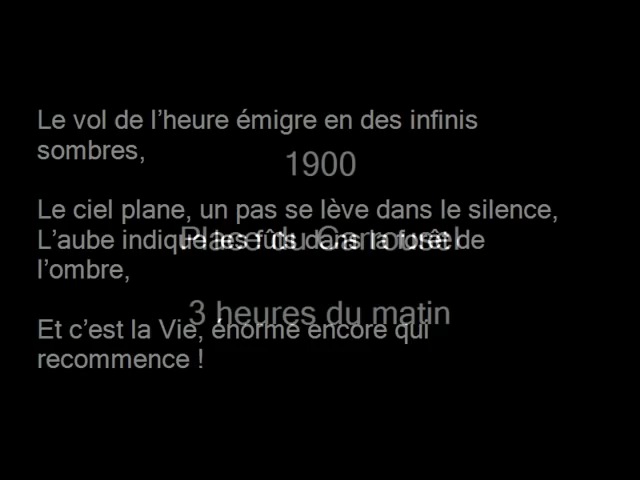 Le vol de l’heure émigre en des infinis
sombres,
1900
Le ciel plane, un pas se lève dans le silence,
L’aube indique les fûts dans la forêt de
Place du Carrousel
l’ombre,
3 heures du matin
Et c’est la Vie, énorme encore qui
recommence !